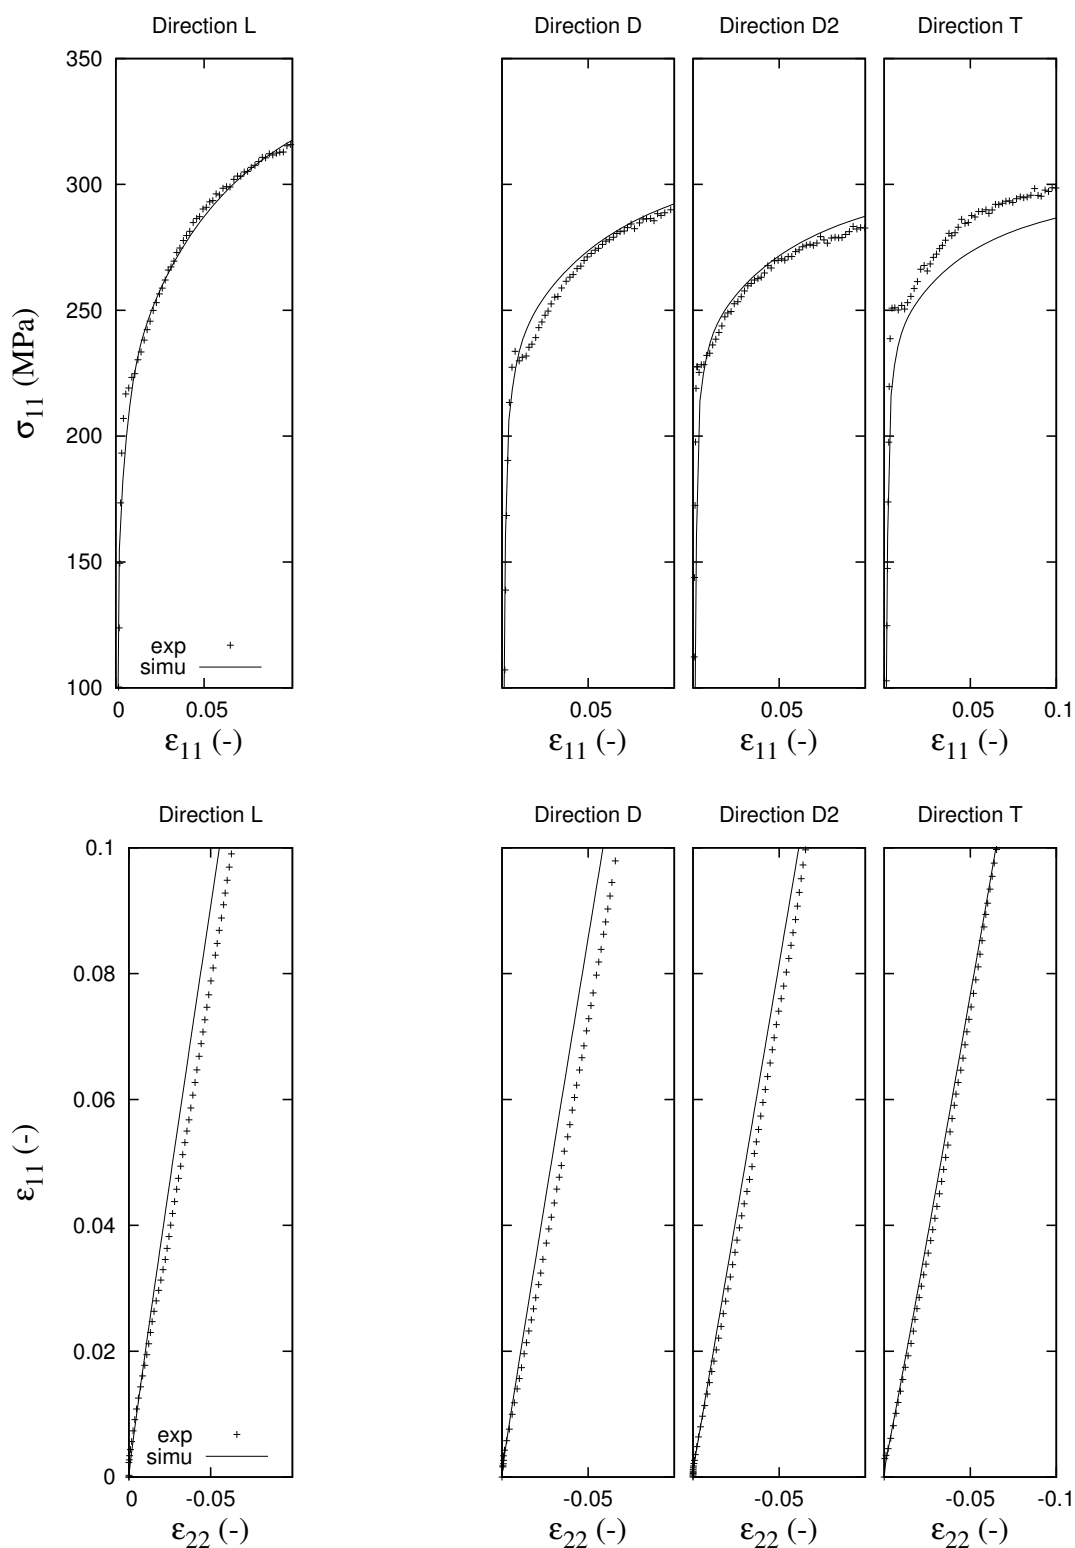 Direction L Direction D Direction D2 Direction T
350
300
250
200
150
100
σ11 (MPa)
exp
simu
0 0.05 0.05 0.05 0.05 0.1
ε11 (-) ε11 (-) ε11 (-) ε11 (-)
Direction L Direction D Direction D2 Direction T
0.1
0.08
0.06
0.04
0.02
0
ε11 (-)
exp
simu
0 -0.05 -0.05 -0.05 -0.05 -0.1
ε22 (-) ε22 (-) ε22 (-) ε22 (-)